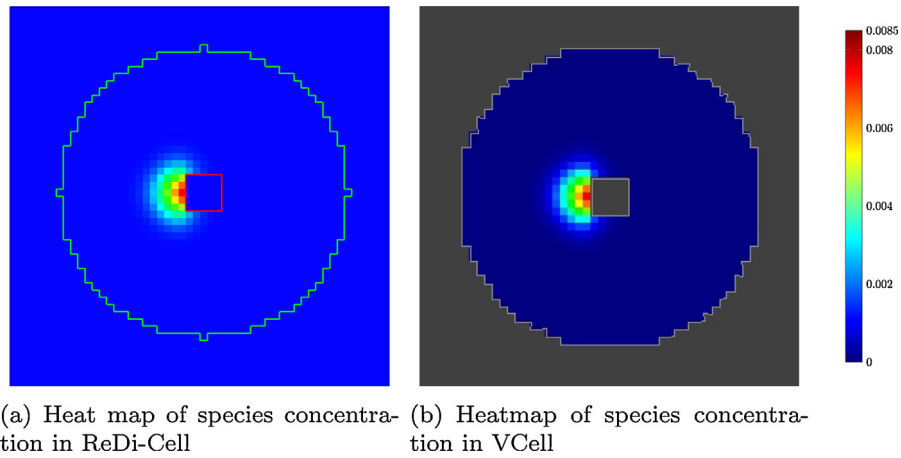 0.0085
0.008
0.006
0.004
0.002
0
(a) Heat map of species concentra-
tion in ReDi-Cell
(b) Heatmap of species concentra-
tion in VCell